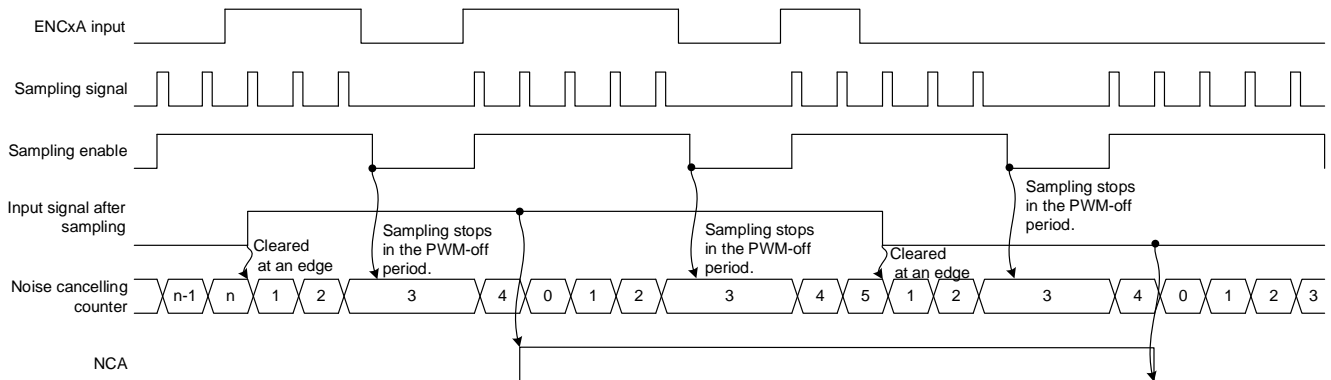 ENCxA input
Sampling signal
Sampling enable
Input signal after
sampling
Cleared
at an edge
Sampling stops
in the PWM-off
period.
Sampling stops
in the PWM-off
period.
Cleared
at an edge
Sampling stops
in the PWM-off
period.
Noise cancelling
counter
n-1 n 1 2 3 4 0 1 2 3 4 5 1 2 3 4 0 1 2 3
NCA